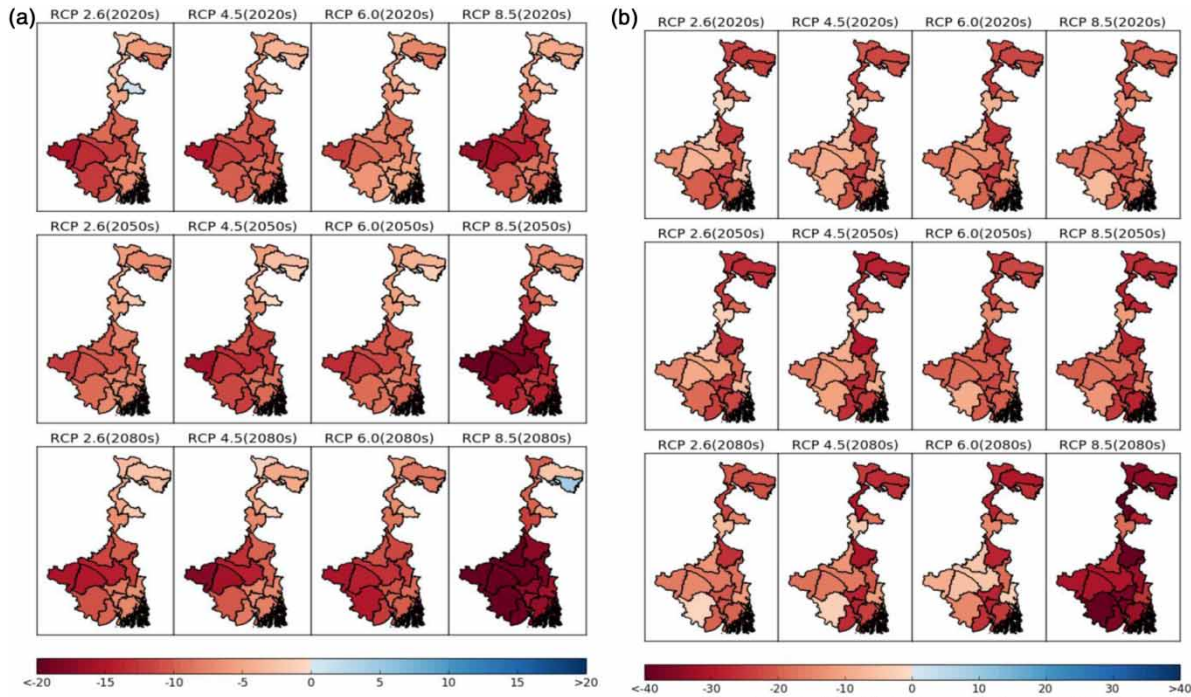 (a)
RCP 2.6(2020s) RCP 4.5(2020s) RCP 6.0(2020s) RCP 8.5(2020s)
RCP 2.6(2050s) RCP 4.5(2050s) RCP 6.0(2050s) RCP 8.5(2050s)
RCP 2.6(2080s) RCP 4.5(2080s) RCP 6.0(2080s) RCP 8.5(2080s)
<-20 -15 -10 -5 0 5 10 15 >20
(b)
RCP 2.6(2020s) RCP 4.5(2020s) RCP 6.0(2020s) RCP 8.5(2020s)
RCP 2.6(2050s) RCP 4.5(2050s) RCP 6.0(2050s) RCP 8.5(2050s)
RCP 2.6(2080s) RCP 4.5(2080s) RCP 6.0(2080s) RCP 8.5(2080s)
<-40 -30 -20 -10 0 10 20 30 >40